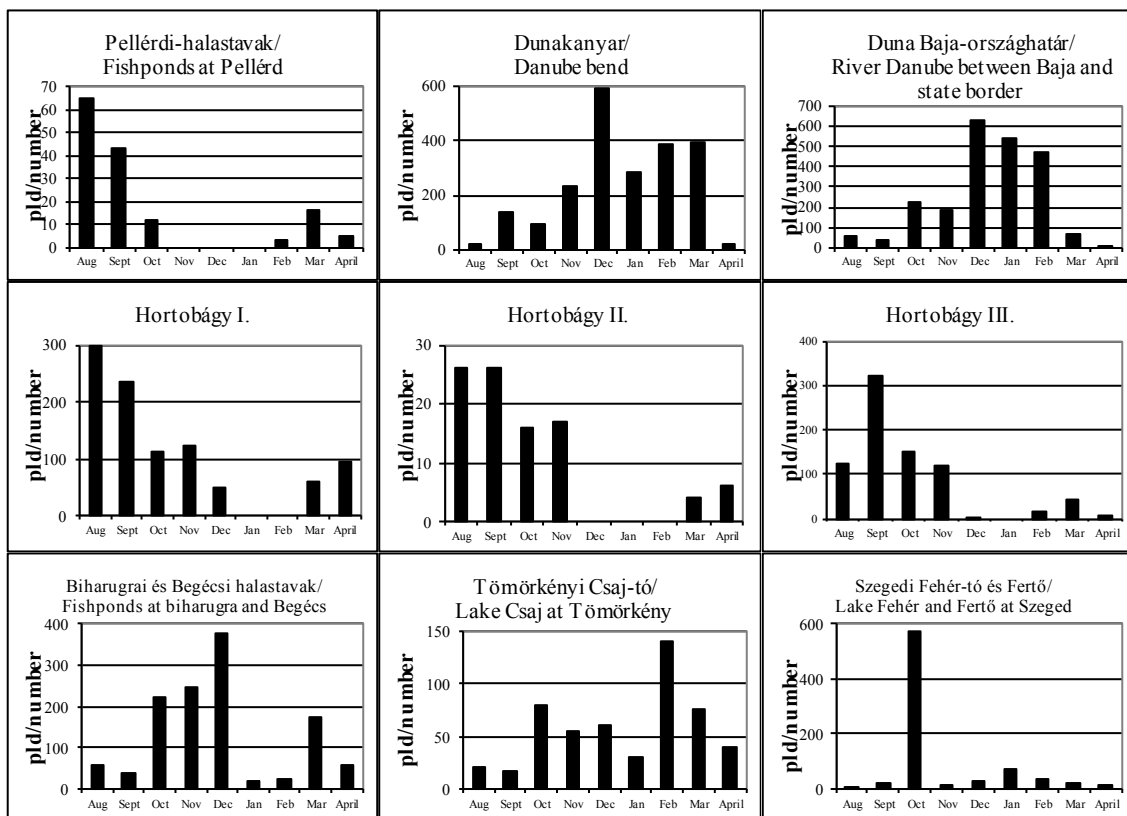 Pellérdi-halastavak/
Fishponds at Pellérd
pld/number
70
60
50
40
30
20
10
0
Aug Sept Oct Nov Dec Jan Feb Mar April
Dunakanyar/
Danube bend
pld/number
600
400
200
0
Aug Sept Oct Nov Dec Jan Feb Mar April
Duna Baja-országhatár/
River Danube between Baja and
state border
pld/number
700
600
500
400
300
200
100
0
Aug Sept Oct Nov Dec Jan Feb Mar April
Hortobágy I.
pld/number
300
200
100
0
Aug Sept Oct Nov Dec Jan Feb Mar April
Hortobágy II.
pld/number
30
20
10
0
Aug Sept Oct Nov Dec Jan Feb Mar April
Hortobágy III.
pld/number
400
300
200
100
0
Aug Sept Oct Nov Dec Jan Feb Mar April
Biharugrai és Begécsi halastavak/
Fishponds at biharugra and Begécs
pld/number
400
300
200
100
0
Aug Sept Oct Nov Dec Jan Feb Mar April
Tömörkényi Csaj-tó/
Lake Csaj at Tömörkény
pld/number
150
100
50
0
Aug Sept Oct Nov Dec Jan Feb Mar April
Szegedi Fehér-tó és Fertő/
Lake Fehér and Fertő at Szeged
pld/number
600
400
200
0
Aug Sept Oct Nov Dec Jan Feb Mar April